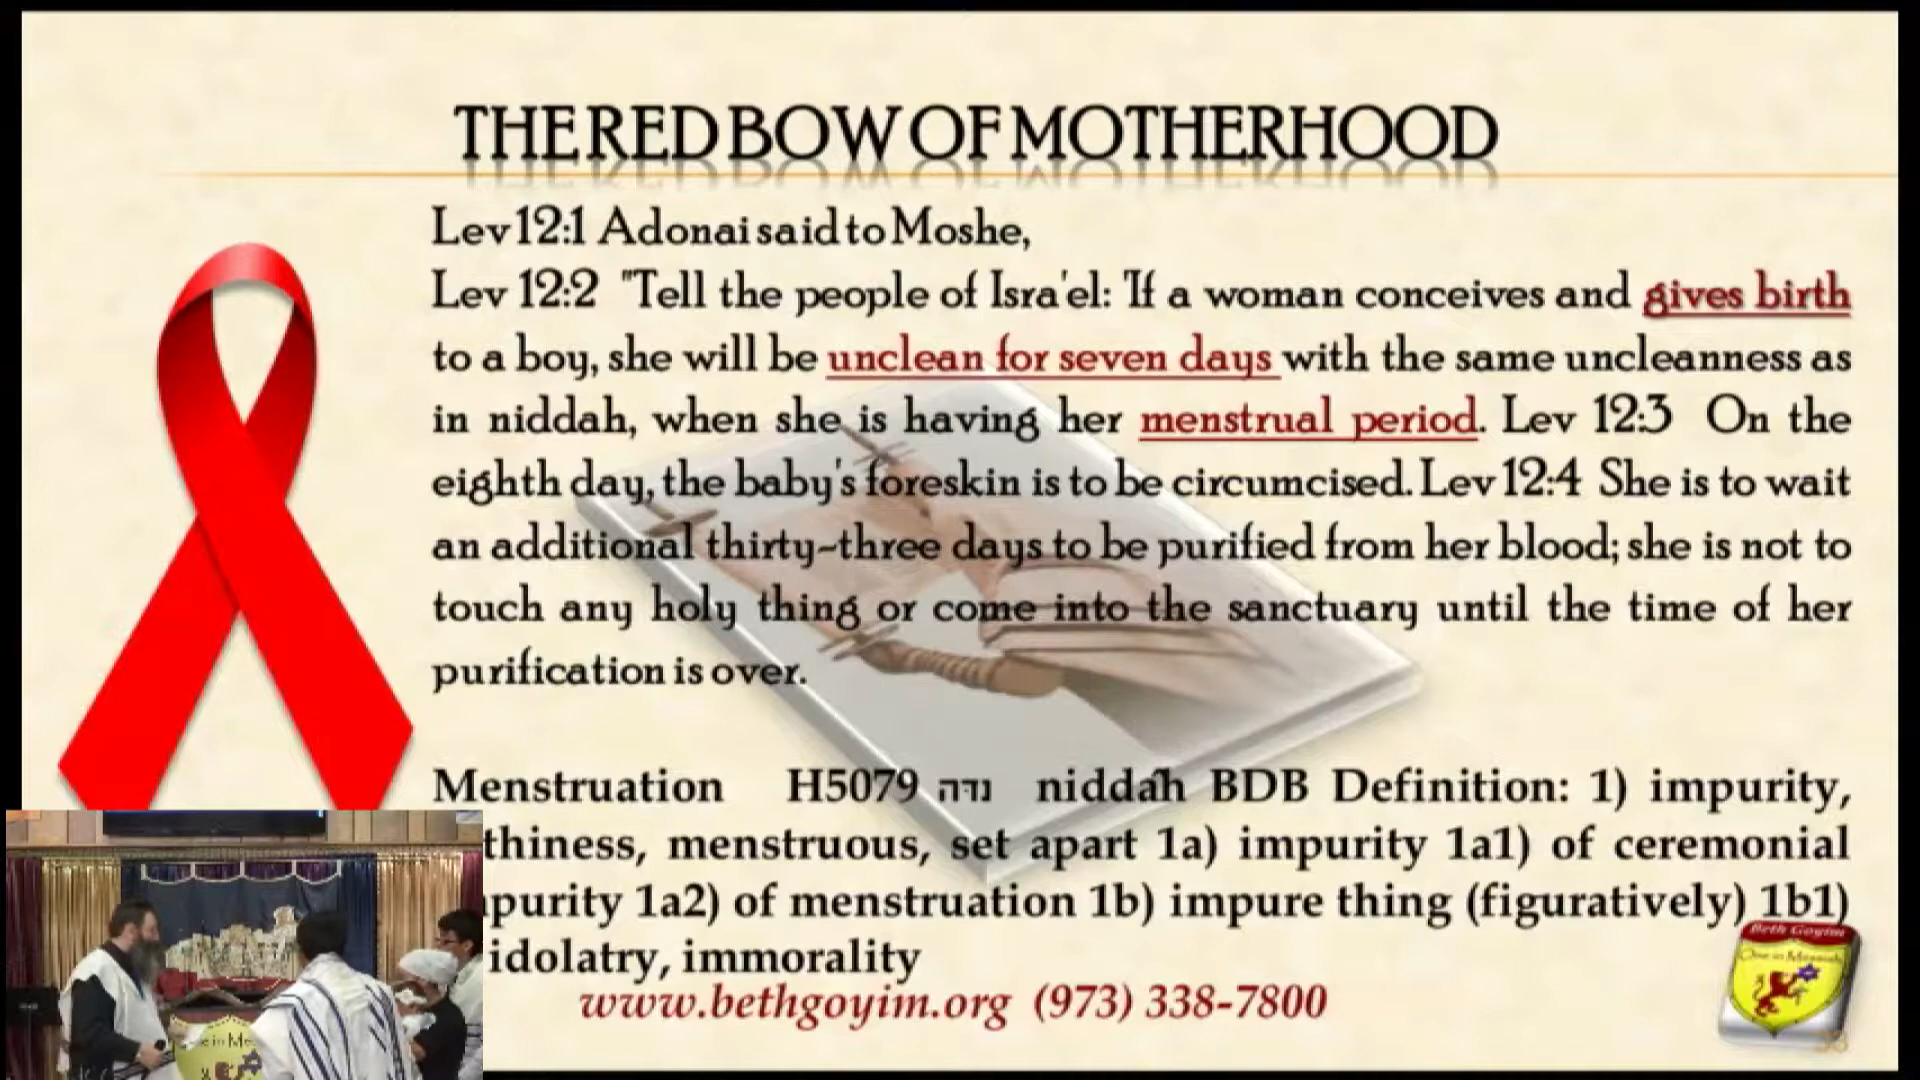 THE RED BOW OF MOTHERHOOD
Lev 12:1 Adonai said to Moshe,
Lev 12:2 "Tell the people of Isra'el: 'If a woman conceives and gives birth
to a boy, she will be unclean for seven days with the same uncleanness as
in niddah, when she is having her menstrual period. Lev 12:3 On the
eighth day, the baby's foreskin is to be circumcised. Lev 12:4 She is to wait
an additional thirty-three days to be purified from her blood; she is not to
touch any holy thing or come into the sanctuary until the time of her
purification is over.
Menstruation H5079 נדה niddah BDB Definition: 1) impurity,
thiness, menstruous, set apart 1a) impurity 1a1) of ceremonial
purity 1a2) of menstruation 1b) impure thing (figuratively) 1b1)
idolatry, immorality
www.bethgoyim.org (973) 338-7800
Beth Goyim
One in Messiah